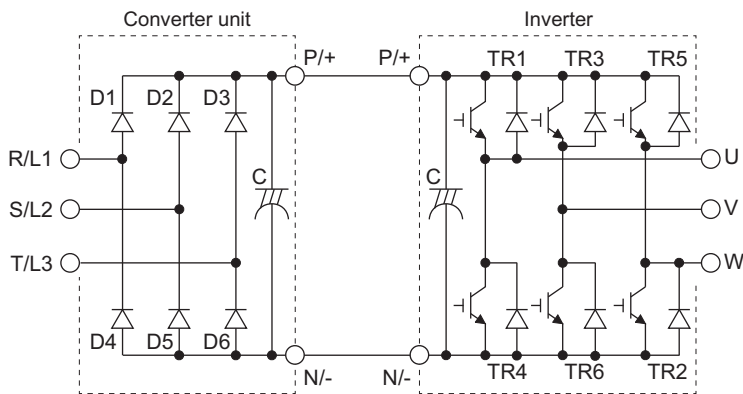 Converter unit
Inverter
P/+
P/+
TR1
TR3
TR5
D1
D2
D3
R/L1
U
C
C
S/L2
V
T/L3
W
D4
D5
D6
TR4
TR6
TR2
N/-
N/-